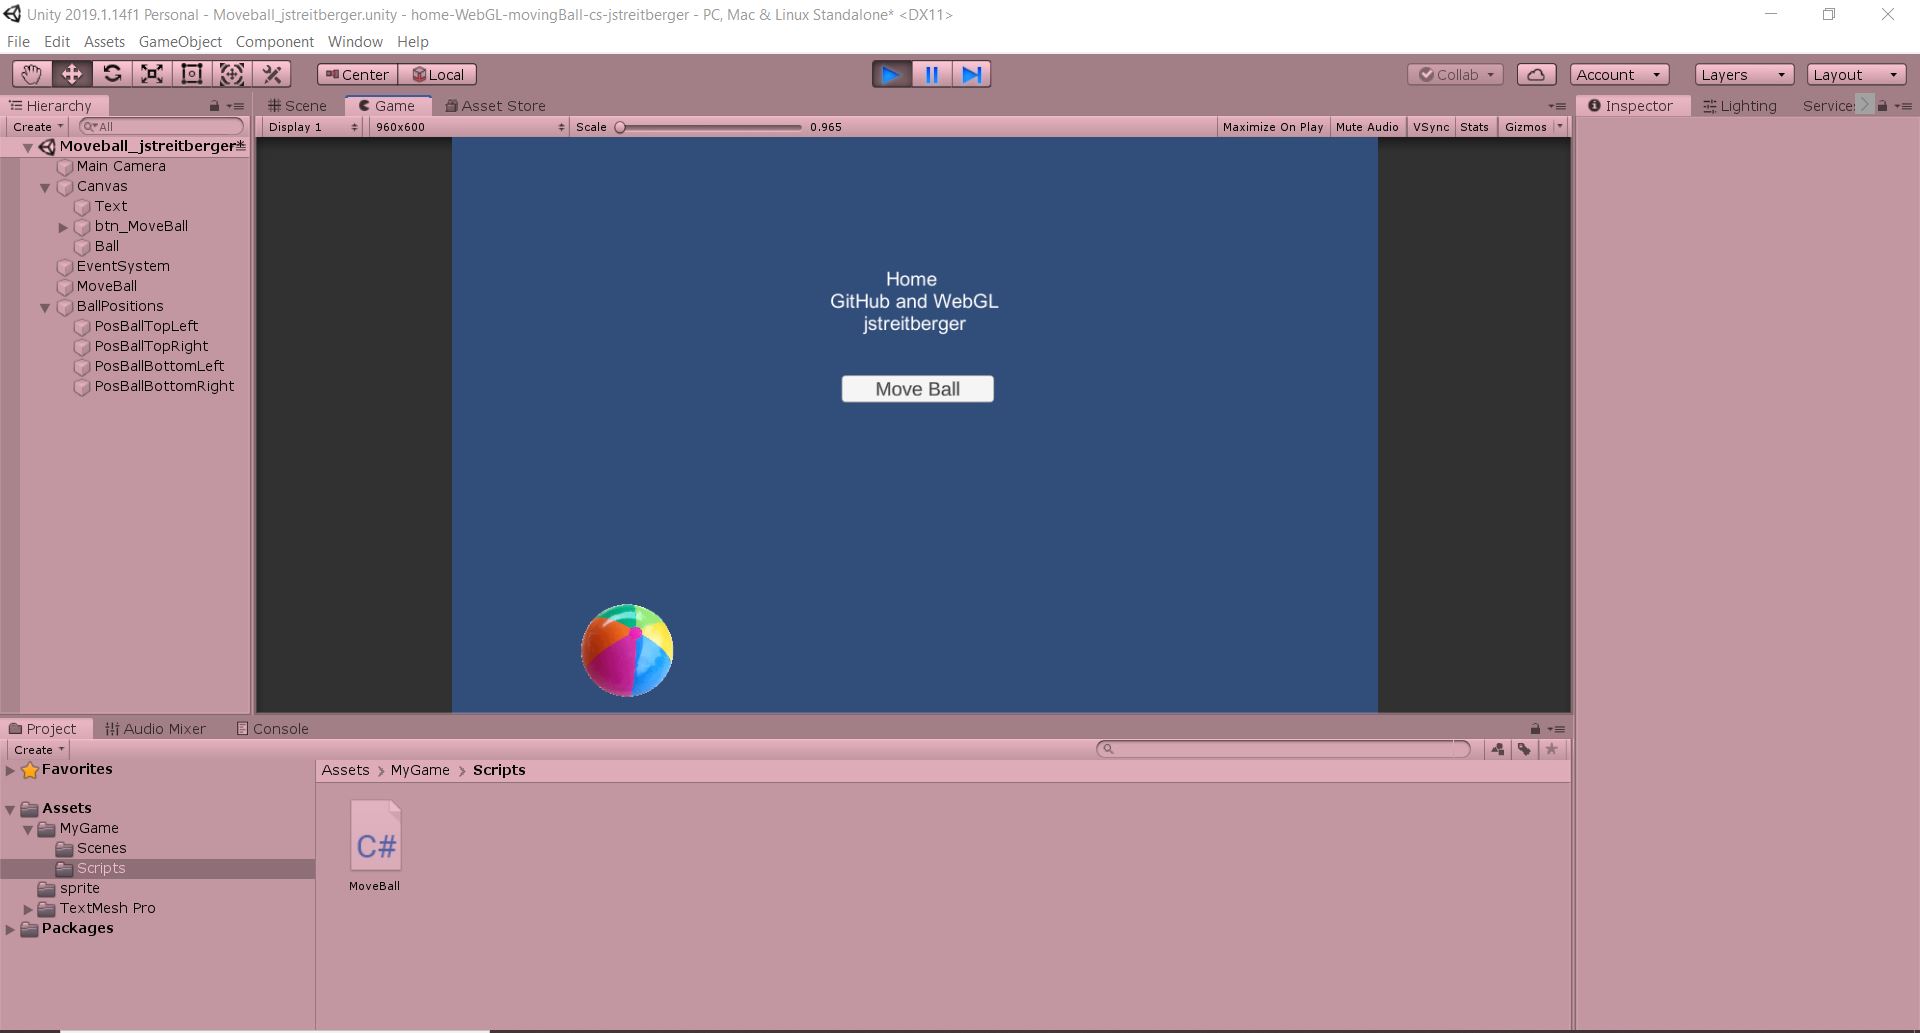 Unity 2019.1.14f1 Personal - Moveball_jstreitberger.unity - home-WebGL-movingBall-cs-jstreitberger - PC, Mac & Linux Standalone* <DX11>
File Edit Assets GameObject Component Window Help
Center Local Collab Account Layers Layout
Hierarchy
Create All
Moveball_jstreitberger*
Main Camera
Canvas
Text
btn_MoveBall
Ball
EventSystem
MoveBall
BallPositions
PosBallTopLeft
PosBallTopRight
PosBallBottomLeft
PosBallBottomRight
Scene Game Asset Store
Display 1 960x600 Scale 0.965 Maximize On Play Mute Audio VSync Stats Gizmos
Home
GitHub and WebGL
jstreitberger
Move Ball
Inspector Lighting Service
Project Audio Mixer Console
Create
Favorites
Assets
MyGame
Scenes
Scripts
sprite
TextMesh Pro
Packages
Assets > MyGame > Scripts
C#
MoveBall